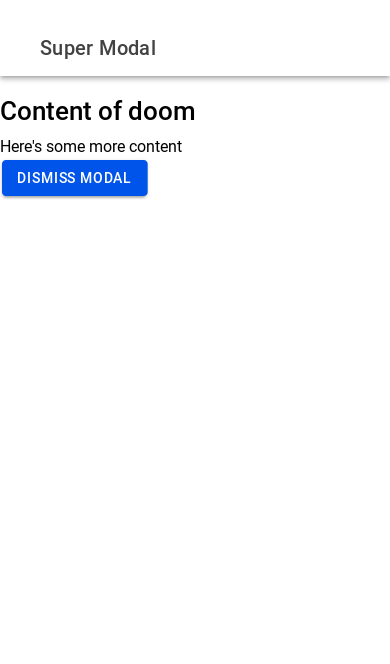 Super Modal
Content of doom
Here's some more content
DISMISS MODAL